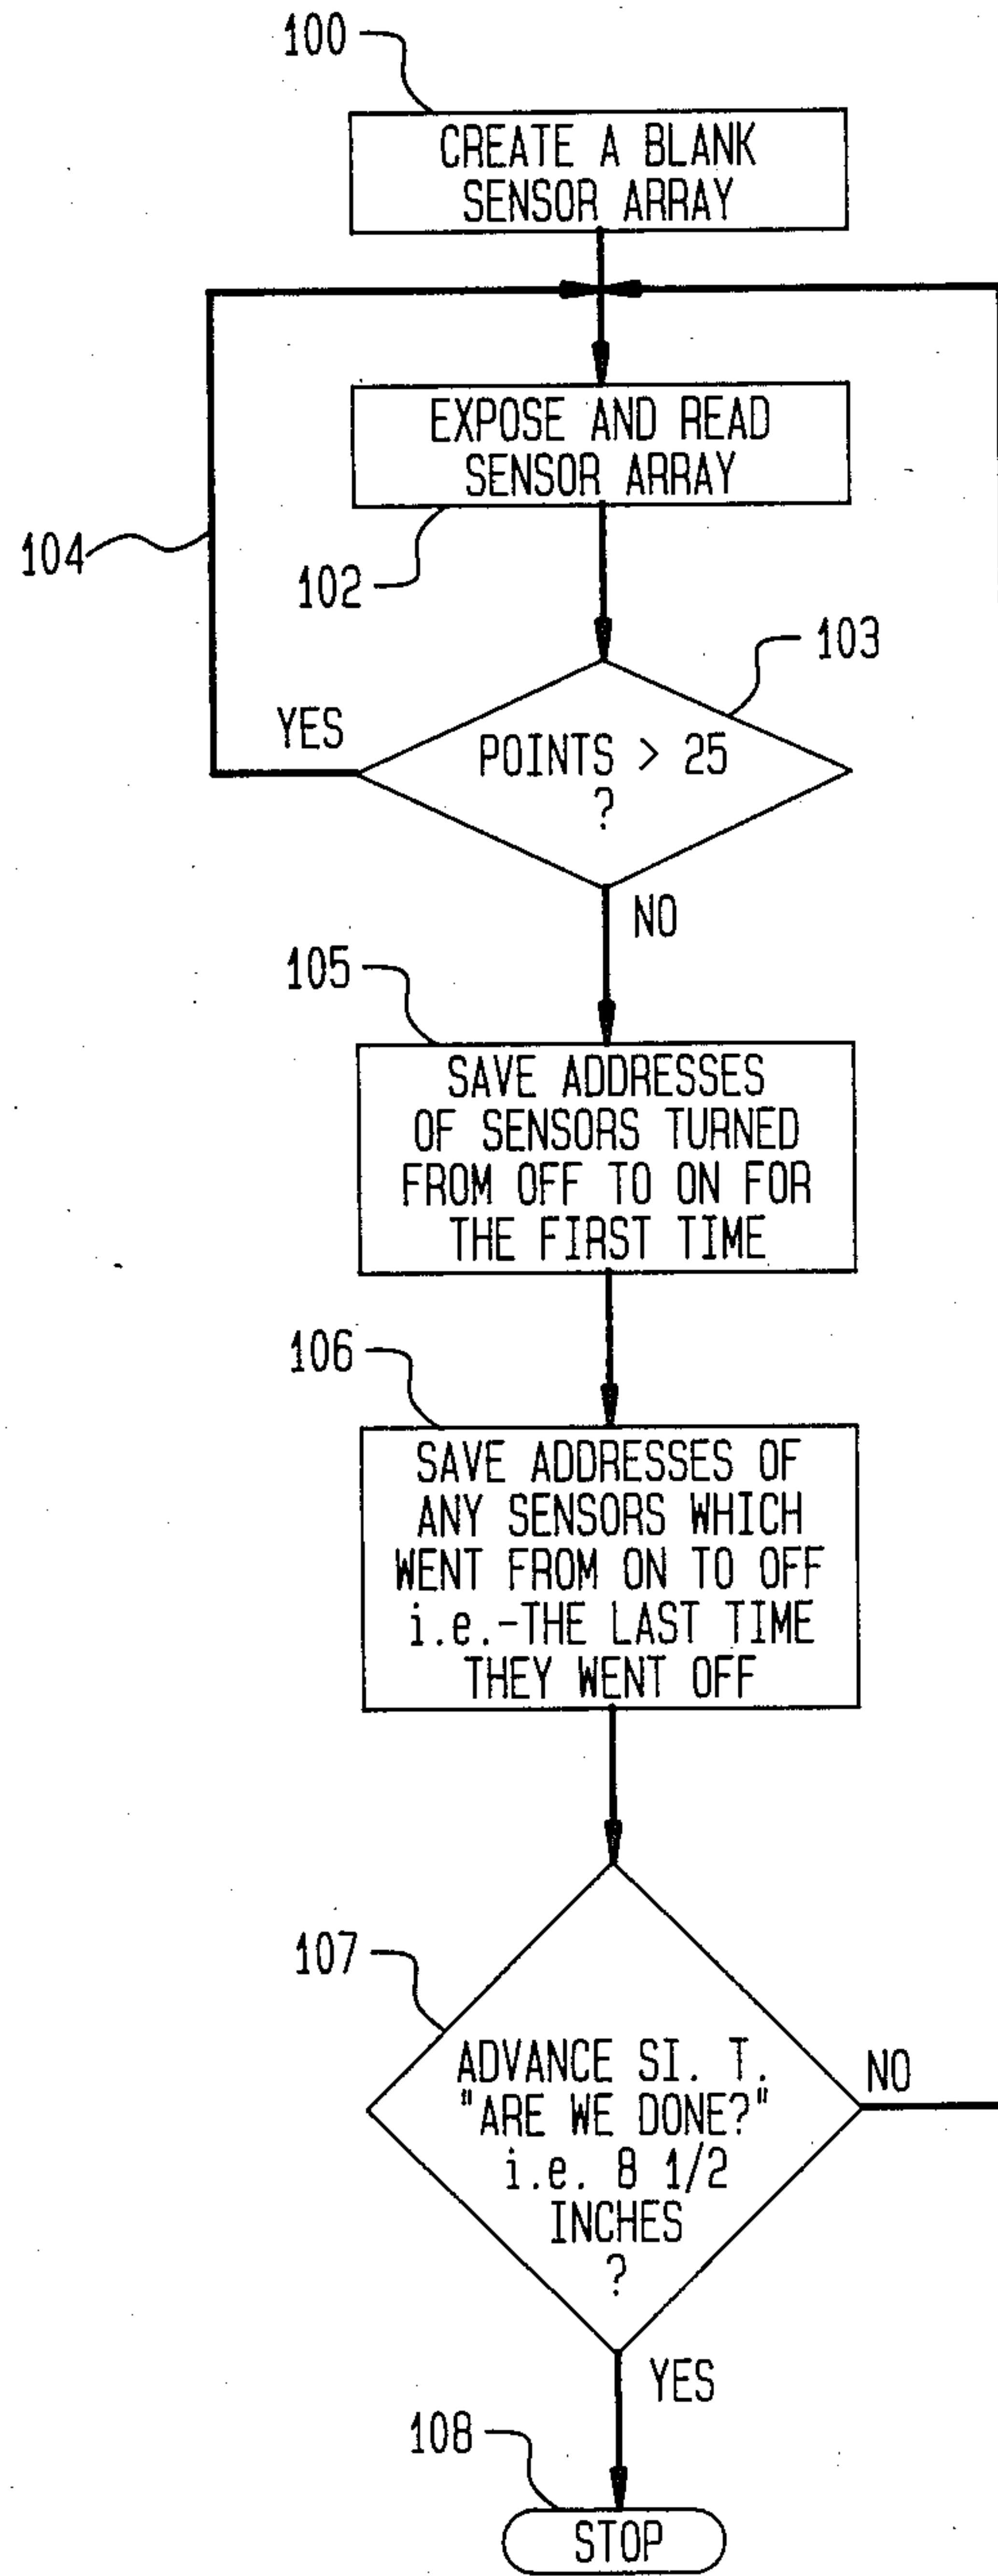 100
CREATE A BLANK
SENSOR ARRAY
EXPOSE AND READ
SENSOR ARRAY
104
102
103
YES
POINTS > 25
?
NO
105
SAVE ADDRESSES
OF SENSORS TURNED
FROM OFF TO ON FOR
THE FIRST TIME
106
SAVE ADDRESSES OF
ANY SENSORS WHICH
WENT FROM ON TO OFF
i.e.-THE LAST TIME
THEY WENT OFF
107
ADVANCE SI. T.
"ARE WE DONE?"
i.e. 8 1/2
INCHES
?
NO
YES
108
STOP